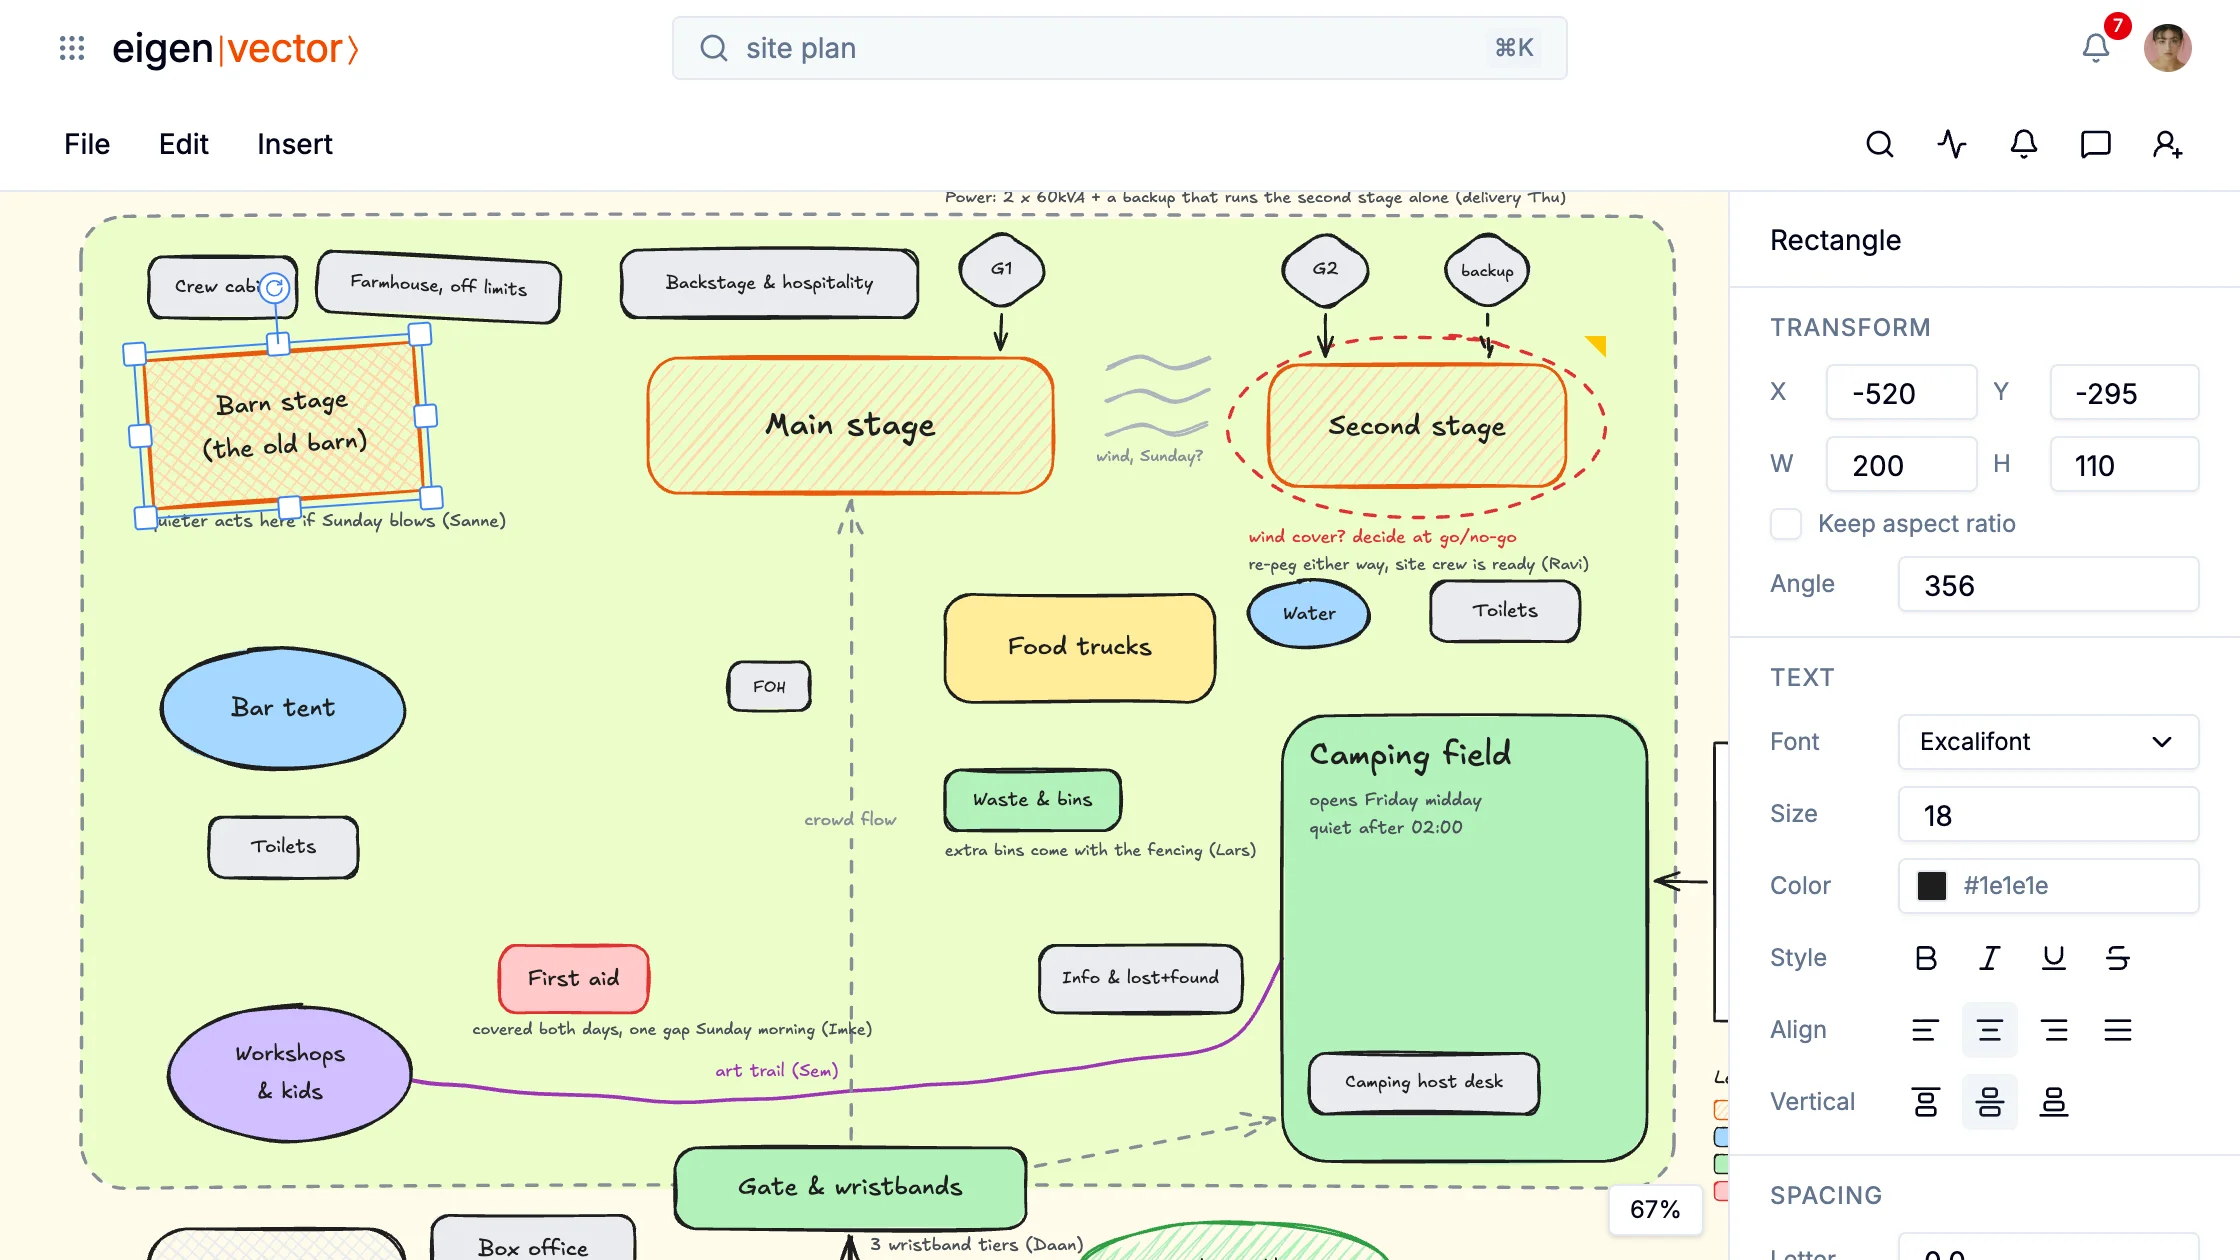 eigen|vector
site plan
⌘K
7
File
Edit
Insert
Power: 2 x 60kVA + a backup that runs the second stage alone (delivery Thu)
Crew
Farmhouse, off limits
Backstage & hospitality
G1
G2
backup
Barn stage
(the old barn)
Main stage
wind, Sunday?
Second stage
acts here if Sunday blows (Sanne)
wind cover? decide at go/no-go
re-peg either way, site crew is ready (Ravi)
Water
Toilets
Food trucks
Bar tent
FOH
Camping field
opens Friday midday
quiet after 02:00
Waste & bins
crowd flow
extra bins come with the fencing (Lars)
Toilets
First aid
Info & lost+found
covered both days, one gap Sunday morning (Imke)
Workshops
& kids
art trail (Sem)
Camping host desk
Gate & wristbands
Box office
3 wristband tiers (Daan)
67%
Rectangle
TRANSFORM
X
-520
Y
-295
W
200
H
110
Keep aspect ratio
Angle
356
TEXT
Font
Excalifont
Size
18
Color
#1e1e1e
Style
B I U S
Align
Vertical
SPACING
Letter
0.0